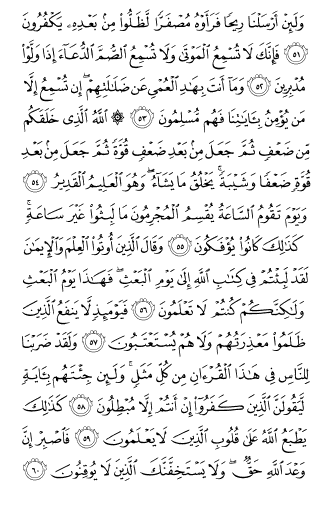 وَلَئِنْ أَرْسَلْنَا رِيحًا فَرَأَوْهُ مُصْفَرًّا لَّظَلُّوا۟ مِنۢ بَعْدِهِۦ يَكْفُرُونَ
٥١ فَإِنَّكَ لَا تُسْمِعُ ٱلْمَوْتَىٰ وَلَا تُسْمِعُ ٱلصُّمَّ ٱلدُّعَآءَ إِذَا وَلَّوْا۟
مُدْبِرِينَ ٥٢ وَمَآ أَنتَ بِهَٰدِ ٱلْعُمْىِ عَن ضَلَٰلَتِهِمْ ۖ إِن تُسْمِعُ إِلَّا
مَن يُؤْمِنُ بِـَٔايَٰتِنَا فَهُم مُّسْلِمُونَ ٥٣ ۞ ٱللَّهُ ٱلَّذِى خَلَقَكُم
مِّن ضَعْفٍ ثُمَّ جَعَلَ مِنۢ بَعْدِ ضَعْفٍ قُوَّةً ثُمَّ جَعَلَ مِنۢ بَعْدِ
قُوَّةٍ ضَعْفًا وَشَيْبَةً ۚ يَخْلُقُ مَا يَشَآءُ ۖ وَهُوَ ٱلْعَلِيمُ ٱلْقَدِيرُ ٥٤
وَيَوْمَ تَقُومُ ٱلسَّاعَةُ يُقْسِمُ ٱلْمُجْرِمُونَ مَا لَبِثُوا۟ غَيْرَ سَاعَةٍ ۚ
كَذَٰلِكَ كَانُوا۟ يُؤْفَكُونَ ٥٥ وَقَالَ ٱلَّذِينَ أُوتُوا۟ ٱلْعِلْمَ وَٱلْإِيمَٰنَ
لَقَدْ لَبِثْتُمْ فِى كِتَٰبِ ٱللَّهِ إِلَىٰ يَوْمِ ٱلْبَعْثِ ۖ فَهَٰذَا يَوْمُ ٱلْبَعْثِ
وَلَٰكِنَّكُمْ كُنتُمْ لَا تَعْلَمُونَ ٥٦ فَيَوْمَئِذٍ لَّا يَنفَعُ ٱلَّذِينَ
ظَلَمُوا۟ مَعْذِرَتُهُمْ وَلَا هُمْ يُسْتَعْتَبُونَ ٥٧ وَلَقَدْ ضَرَبْنَا
لِلنَّاسِ فِى هَٰذَا ٱلْقُرْءَانِ مِن كُلِّ مَثَلٍ ۚ وَلَئِن جِئْتَهُم بِـَٔايَةٍ
لَّيَقُولَنَّ ٱلَّذِينَ كَفَرُوٓا۟ إِنْ أَنتُمْ إِلَّا مُبْطِلُونَ ٥٨ كَذَٰلِكَ
يَطْبَعُ ٱللَّهُ عَلَىٰ قُلُوبِ ٱلَّذِينَ لَا يَعْلَمُونَ ٥٩ فَٱصْبِرْ إِنَّ
وَعْدَ ٱللَّهِ حَقٌّ ۖ وَلَا يَسْتَخِفَّنَّكَ ٱلَّذِينَ لَا يُوقِنُونَ ٦٠